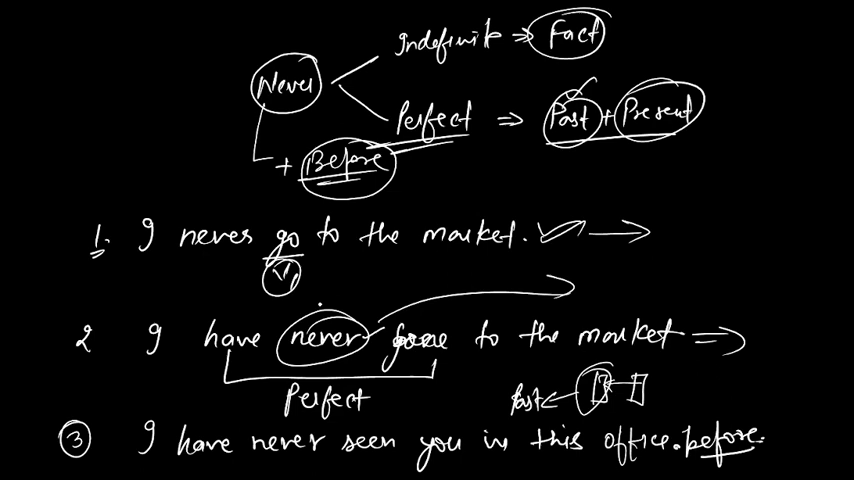 Indefinite ⇒ Fact
Never
Perfect ⇒ Past + Present
+ Before
1. I never go to the market.
V1
2 I have never gone to the market ⇒
Perfect
Past
3 I have never seen you in this office. before.